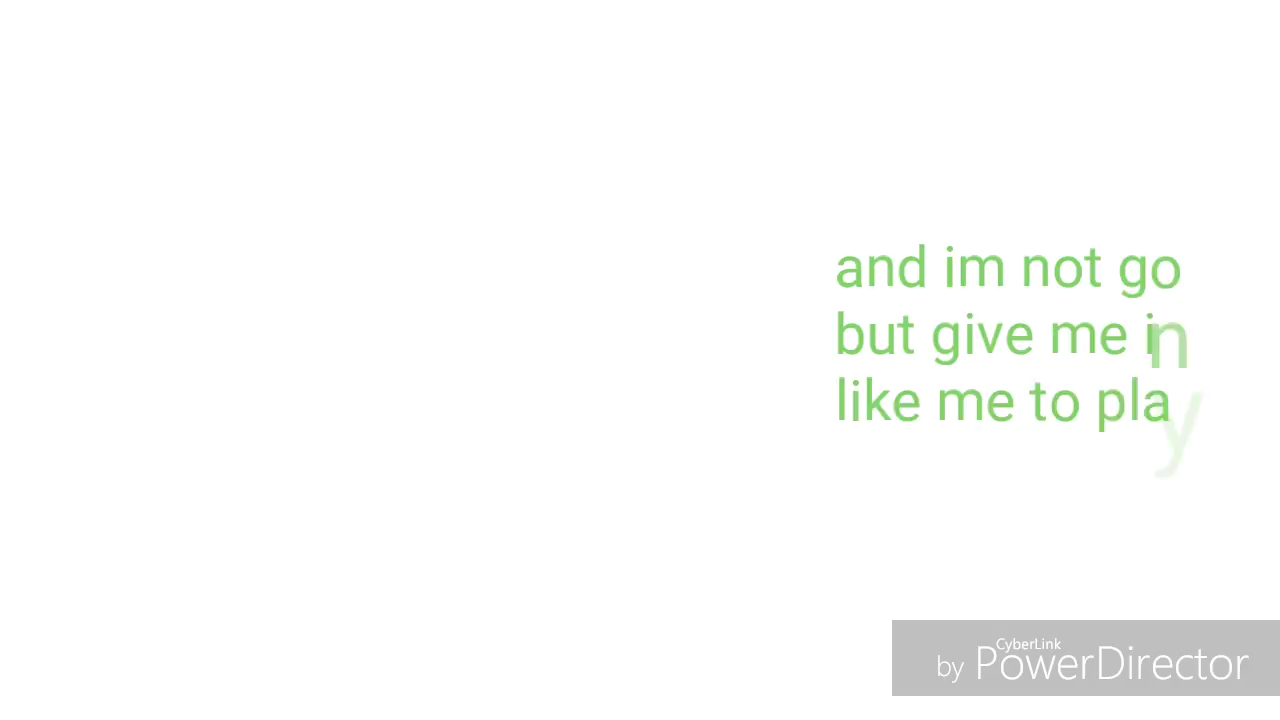 and im not go
but give me in
like me to play
CyberLink
by PowerDirector